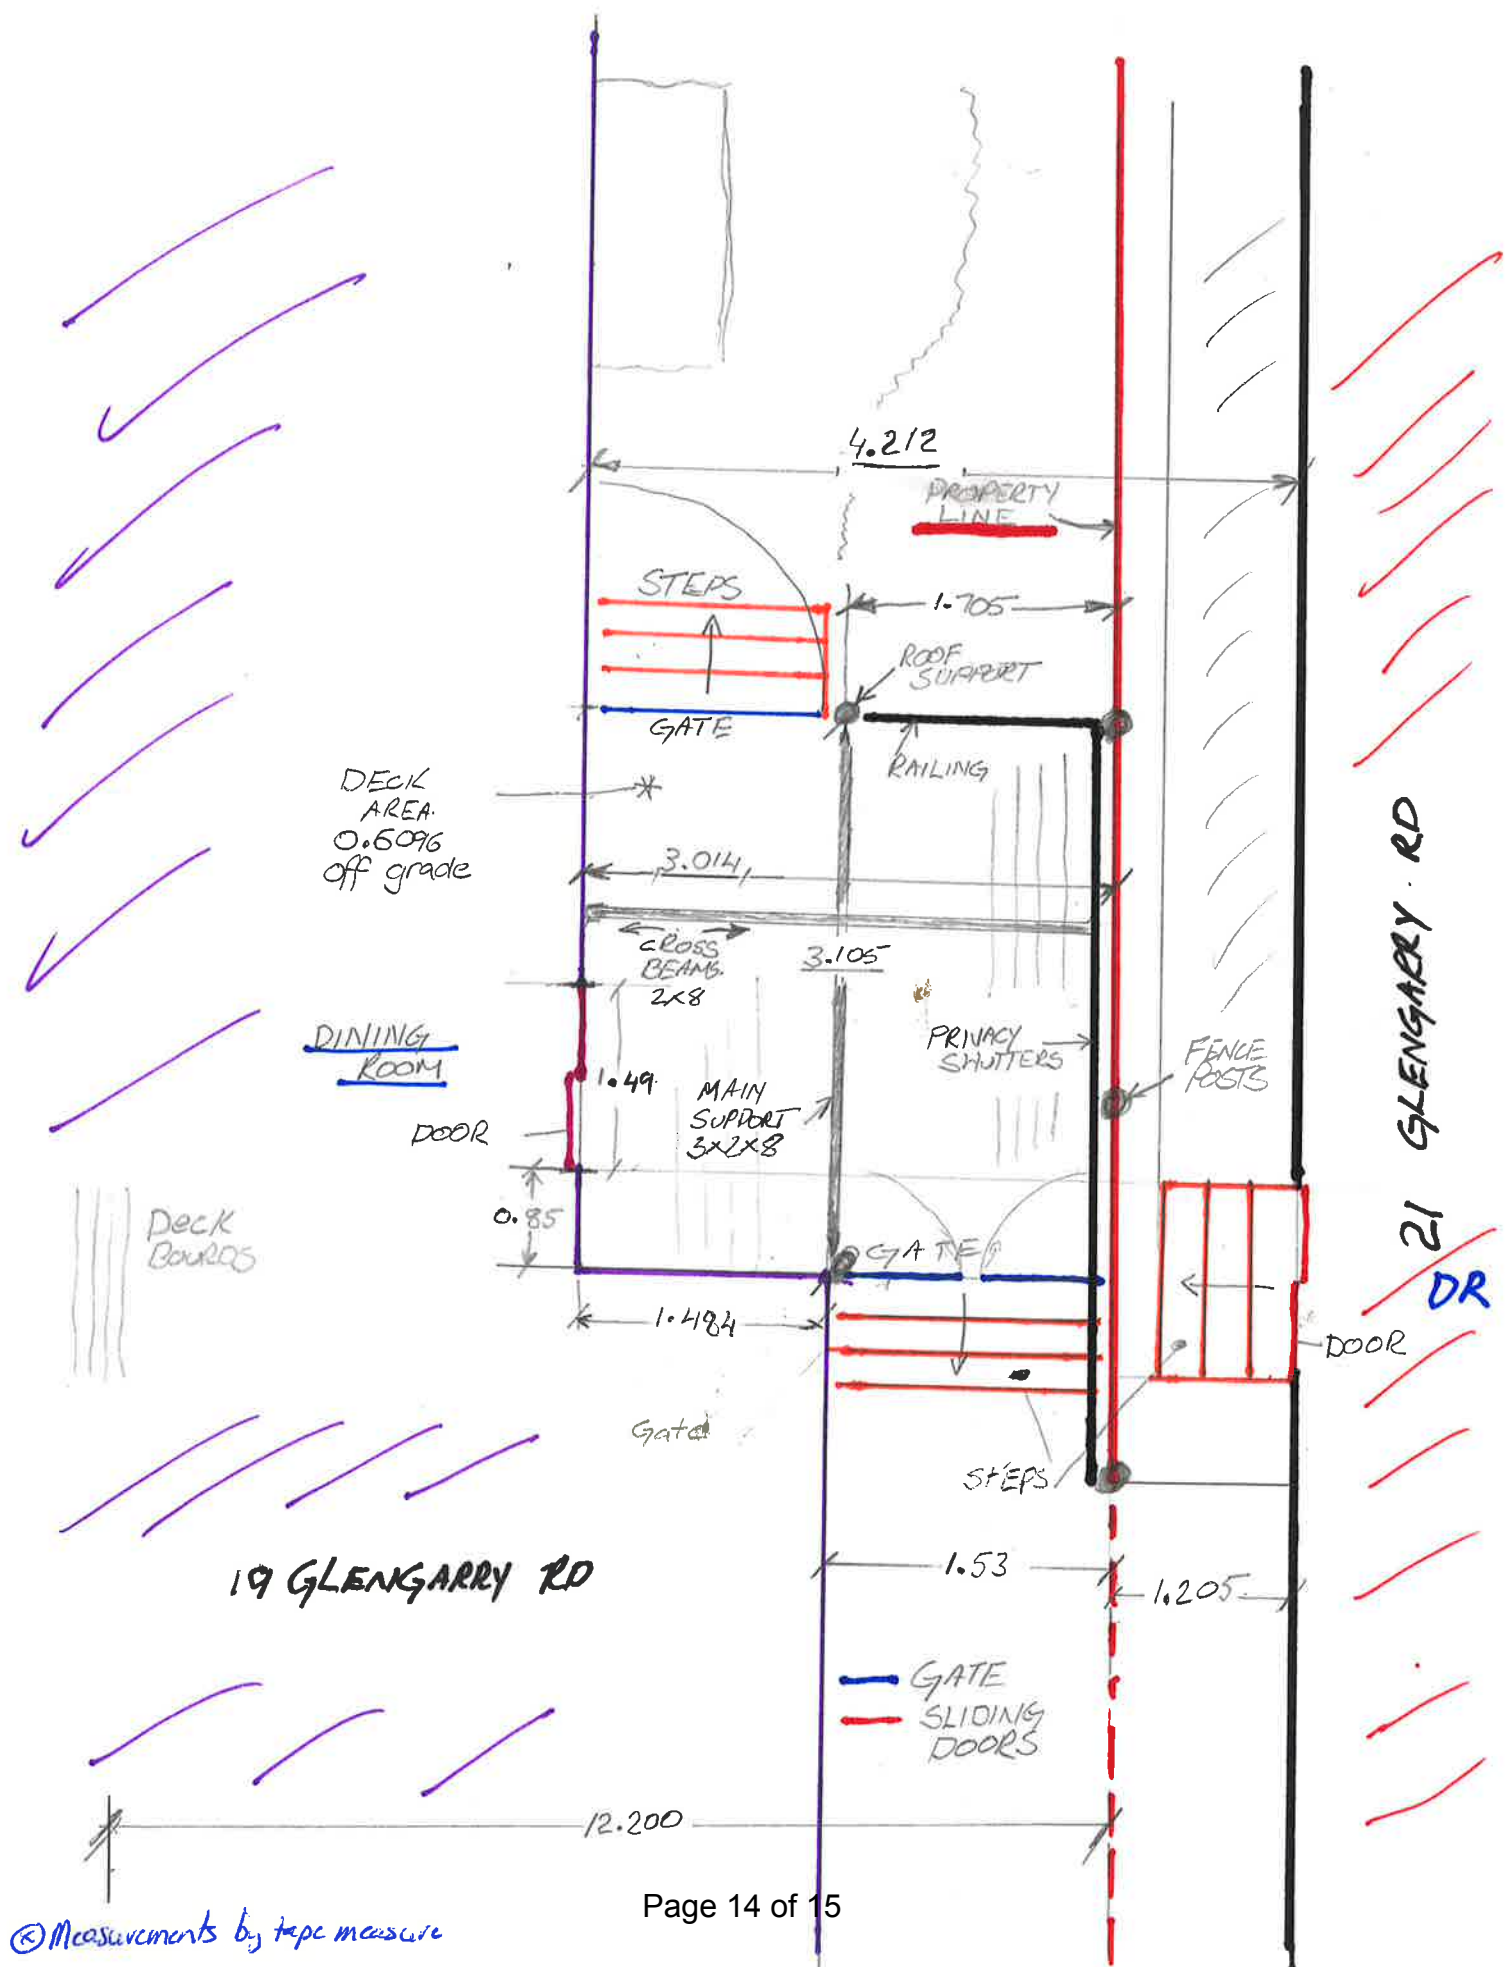 4.212
PROPERTY
LINE
STEPS
1.705
ROOF
SUPPORT
GATE
RAILING
DECK
AREA.
0.6096
off grade
3.014
CROSS
BEAMS.
2x8
3.105
DINING
ROOM
1.49
MAIN
SUPPORT
3x2x8
PRIVACY
SHUTTERS
FENCE
POSTS
DOOR
21 GLENGARRY. RD
DR
Deck
BOARDS
0.85
GATE
1.484
DOOR
Gate
STEPS
19 GLENGARRY RD
1.53
1.205
GATE
SLIDING
DOORS
12.200
Page 14 of 15
Measurements by tape measure